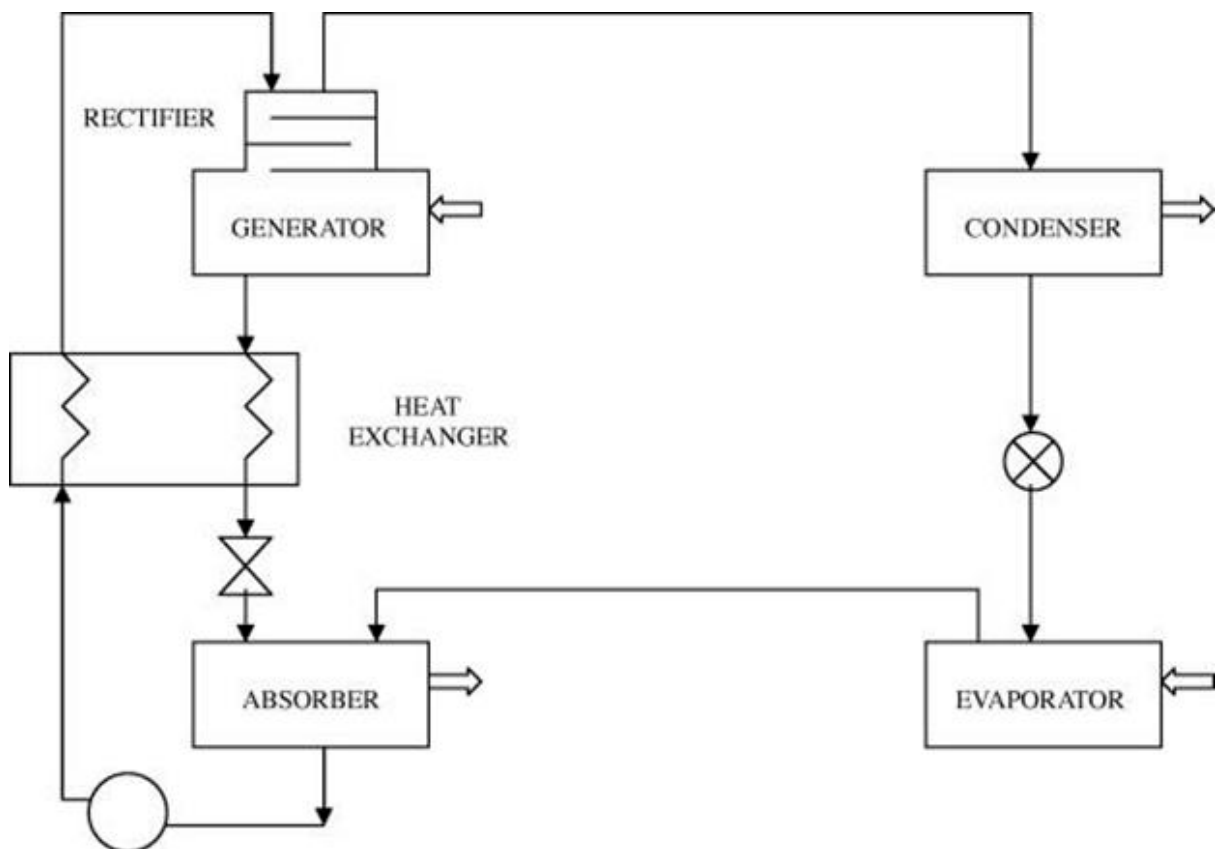 RECTIFIER
GENERATOR
CONDENSER
HEAT
EXCHANGER
ABSORBER
EVAPORATOR